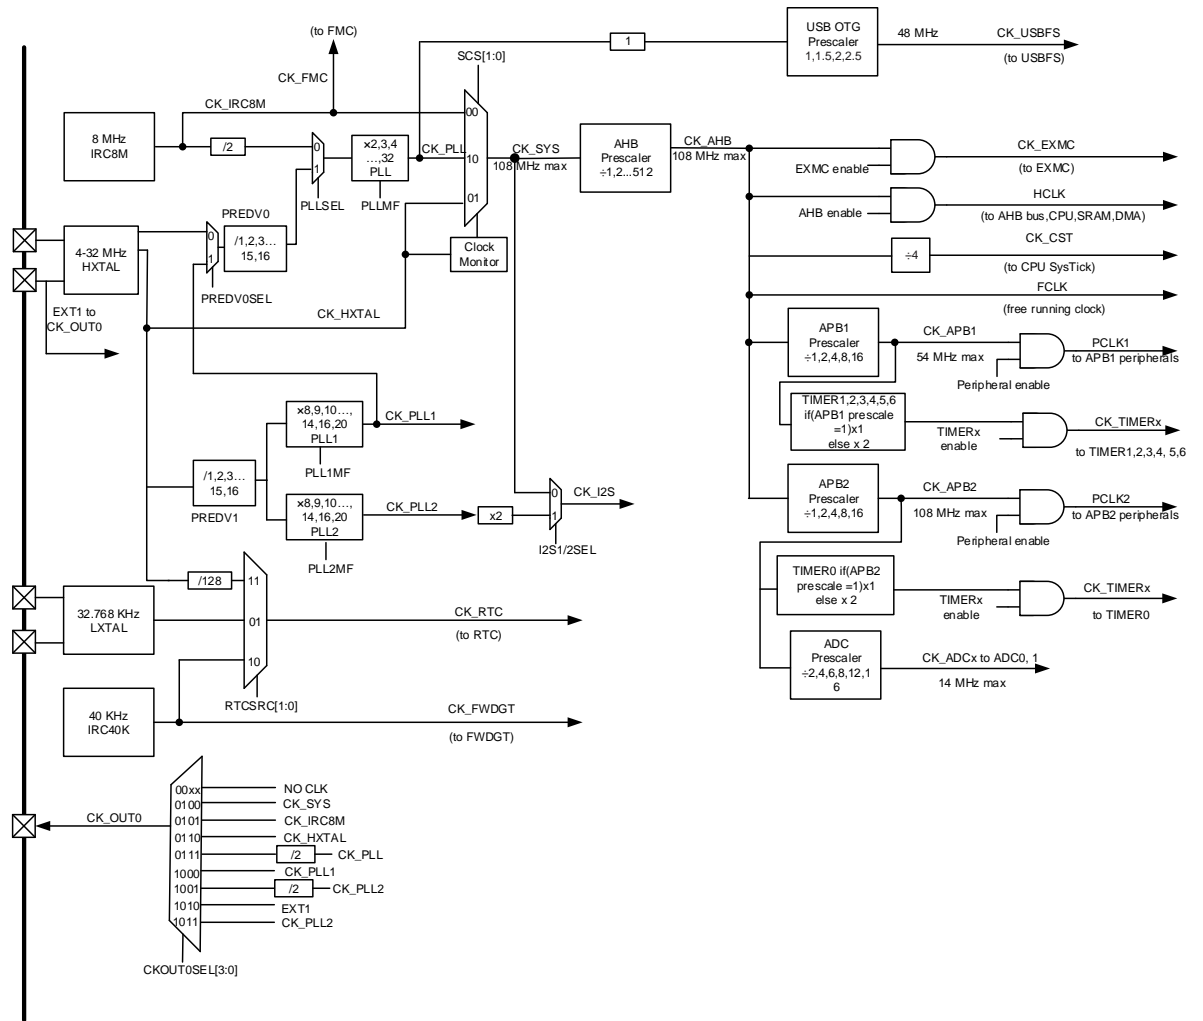 (to FMC)
CK_FMC
SCS[1:0]
1
USB OTG
Prescaler
1,1.5,2,2.5
48 MHz
CK_USBFS
(to USBFS)
8 MHz
IRC8M
CK_IRC8M
/2
0
1
PLLSEL
×2,3,4
…,32
PLL
PLLMF
CK_PLL
00
10
01
CK_SYS
108 MHz max
AHB
Prescaler
÷1,2...512
CK_AHB
108 MHz max
EXMC enable
CK_EXMC
(to EXMC)
AHB enable
HCLK
(to AHB bus,CPU,SRAM,DMA)
÷4
CK_CST
(to CPU SysTick)
FCLK
(free running clock)
Clock
Monitor
4-32 MHz
HXTAL
PREDV0
0
1
/1,2,3…
15,16
PREDV0SEL
EXT1 to
CK_OUT0
CK_HXTAL
APB1
Prescaler
÷1,2,4,8,16
CK_APB1
54 MHz max
Peripheral enable
PCLK1
to APB1 peripherals
TIMER1,2,3,4,5,6
if(APB1 prescale
=1)x1
else x 2
TIMERx
enable
CK_TIMERx
to TIMER1,2,3,4, 5,6
×8,9,10…,
14,16,20
PLL1
PLL1MF
CK_PLL1
/1,2,3…
15,16
PREDV1
×8,9,10…,
14,16,20
PLL2
PLL2MF
CK_PLL2
x2
0
1
CK_I2S
I2S1/2SEL
APB2
Prescaler
÷1,2,4,8,16
CK_APB2
108 MHz max
Peripheral enable
PCLK2
to APB2 peripherals
TIMER0 if(APB2
prescale =1)x1
else x 2
TIMERx
enable
CK_TIMERx
to TIMER0
ADC
Prescaler
÷2,4,6,8,12,1
6
CK_ADCx to ADC0, 1
14 MHz max
/128
11
01
10
32.768 KHz
LXTAL
CK_RTC
(to RTC)
RTCSRC[1:0]
40 KHz
IRC40K
CK_FWDGT
(to FWDGT)
CK_OUT0
00xx
NO CLK
0100
CK_SYS
0101
CK_IRC8M
0110
CK_HXTAL
0111
/2
CK_PLL
1000
CK_PLL1
1001
/2
CK_PLL2
1010
EXT1
1011
CK_PLL2
CKOUT0SEL[3:0]